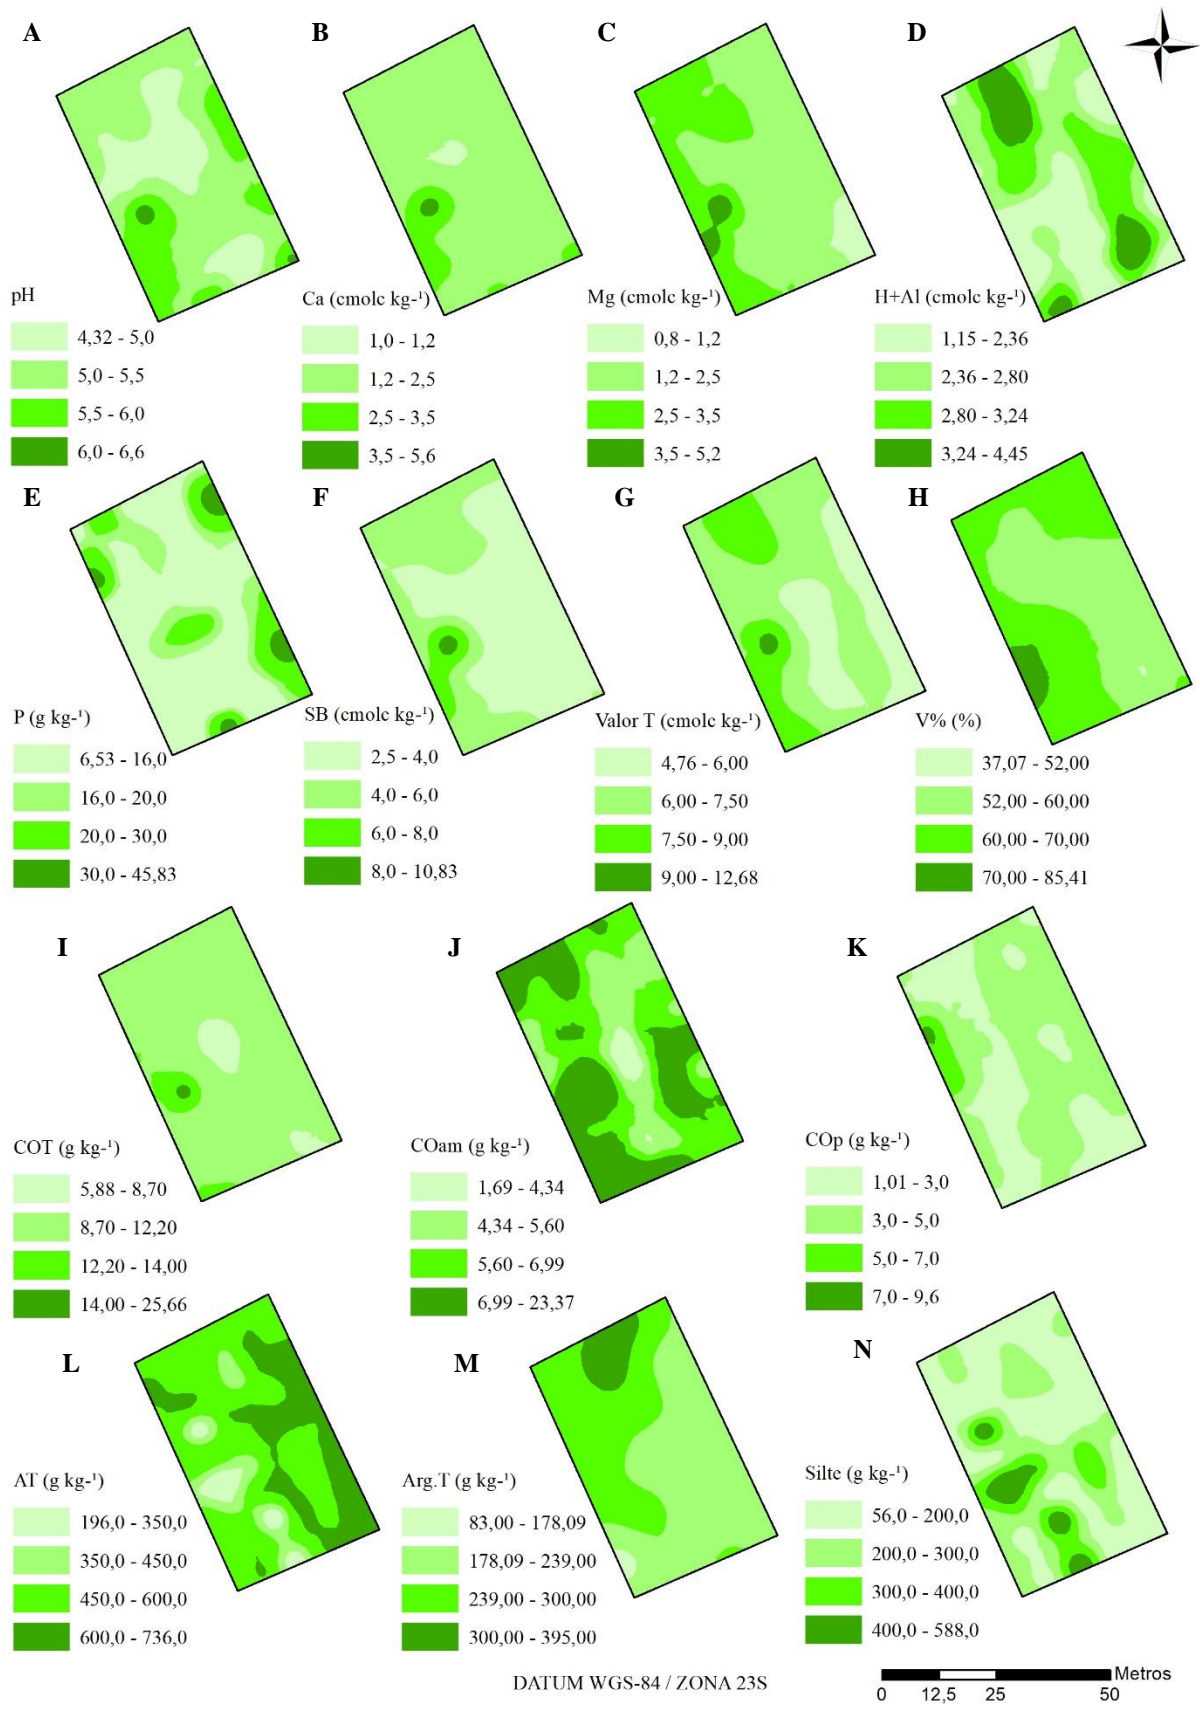 A
B
C
D
pH
4,32 - 5,0
5,0 - 5,5
5,5 - 6,0
6,0 - 6,6
Ca (cmolc kg-¹)
1,0 - 1,2
1,2 - 2,5
2,5 - 3,5
3,5 - 5,6
Mg (cmolc kg-¹)
0,8 - 1,2
1,2 - 2,5
2,5 - 3,5
3,5 - 5,2
H+Al (cmolc kg-¹)
1,15 - 2,36
2,36 - 2,80
2,80 - 3,24
3,24 - 4,45
E
F
G
H
P (g kg-¹)
6,53 - 16,0
16,0 - 20,0
20,0 - 30,0
30,0 - 45,83
SB (cmolc kg-¹)
2,5 - 4,0
4,0 - 6,0
6,0 - 8,0
8,0 - 10,83
Valor T (cmolc kg-¹)
4,76 - 6,00
6,00 - 7,50
7,50 - 9,00
9,00 - 12,68
V% (%)
37,07 - 52,00
52,00 - 60,00
60,00 - 70,00
70,00 - 85,41
I
J
K
COT (g kg-¹)
5,88 - 8,70
8,70 - 12,20
12,20 - 14,00
14,00 - 25,66
COam (g kg-¹)
1,69 - 4,34
4,34 - 5,60
5,60 - 6,99
6,99 - 23,37
COp (g kg-¹)
1,01 - 3,0
3,0 - 5,0
5,0 - 7,0
7,0 - 9,6
L
M
N
AT (g kg-¹)
196,0 - 350,0
350,0 - 450,0
450,0 - 600,0
600,0 - 736,0
Arg.T (g kg-¹)
83,00 - 178,09
178,09 - 239,00
239,00 - 300,00
300,00 - 395,00
Silte (g kg-¹)
56,0 - 200,0
200,0 - 300,0
300,0 - 400,0
400,0 - 588,0
DATUM WGS-84 / ZONA 23S
Metros
0 12,5 25 50